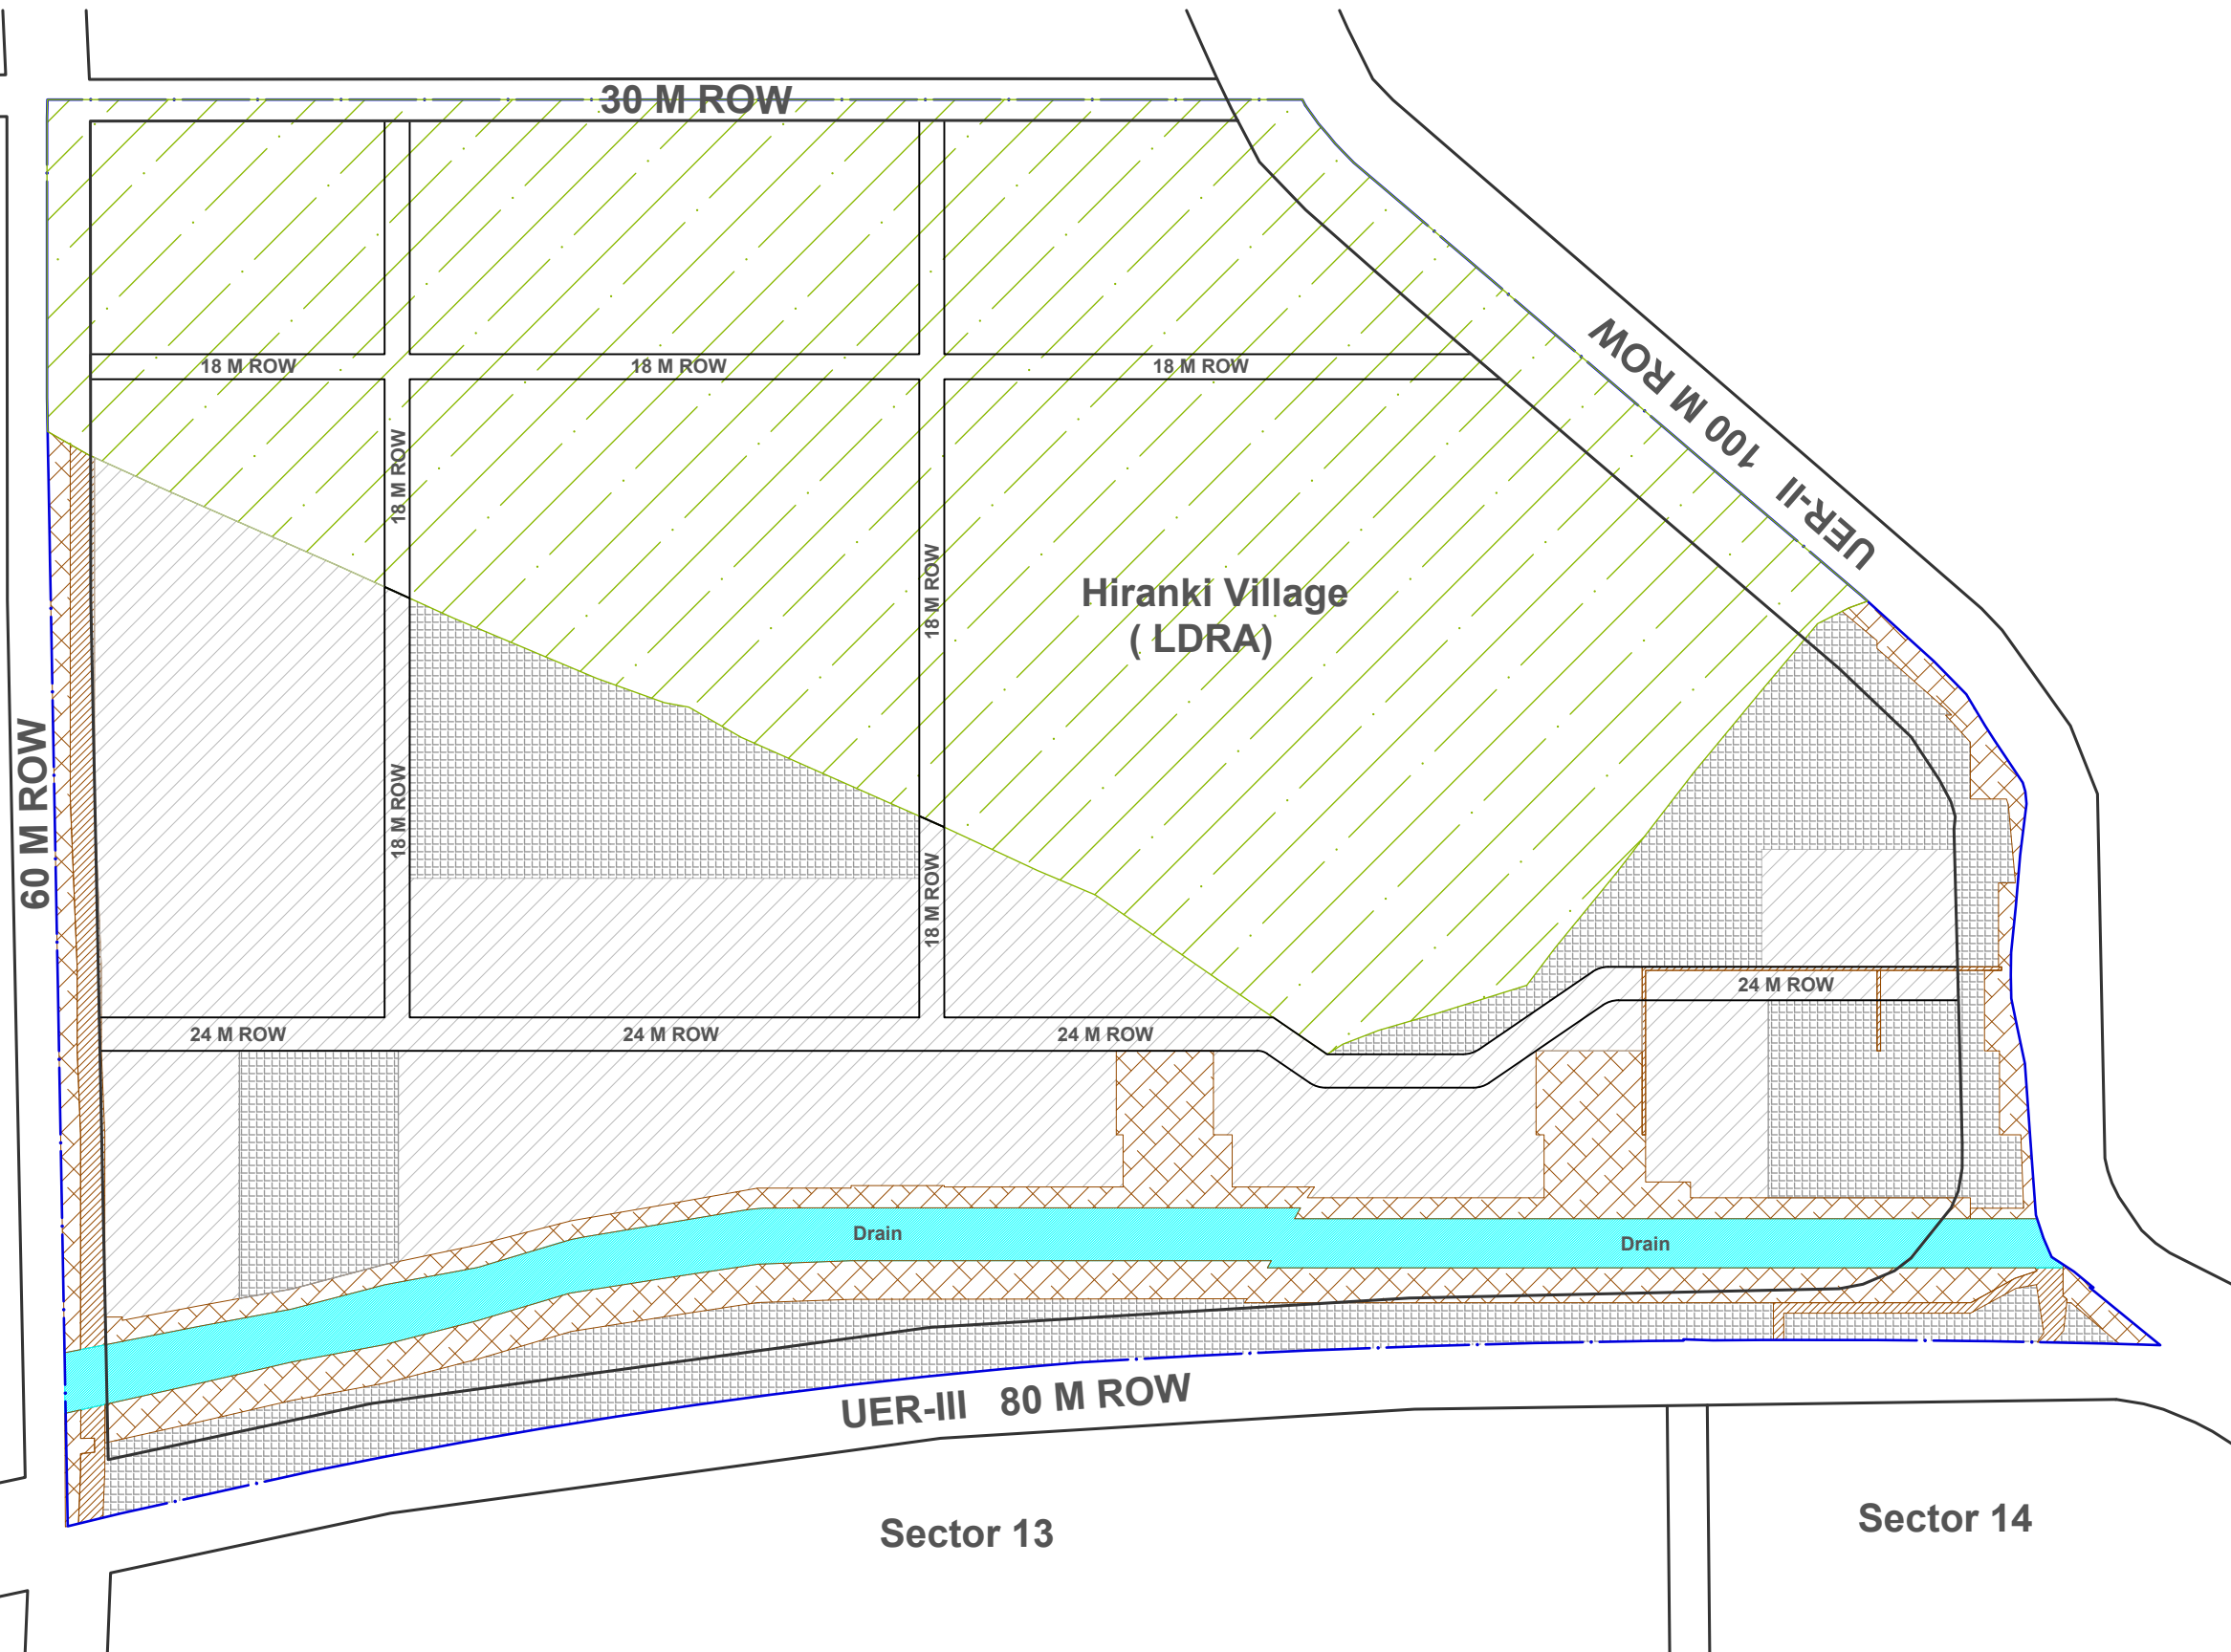 30 M ROW
18 M ROW
18 M ROW
18 M ROW
UER-II 100 M ROW
18 M ROW
18 M ROW
Hiranki Village
( LDRA)
60 M ROW
18 M ROW
18 M ROW
24 M ROW
24 M ROW
24 M ROW
24 M ROW
Drain
Drain
UER-III 80 M ROW
Sector 13
Sector 14